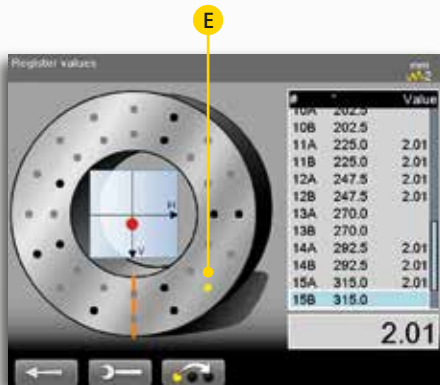 E
Register values
mm
2
# ° Value
10A 202.5
10B 202.5
11A 225.0 2.01
11B 225.0 2.01
12A 247.5 2.01
12B 247.5 2.01
13A 270.0
13B 270.0
14A 292.5 2.01
14B 292.5 2.01
15A 315.0 2.01
15B 315.0
2.01
H
V